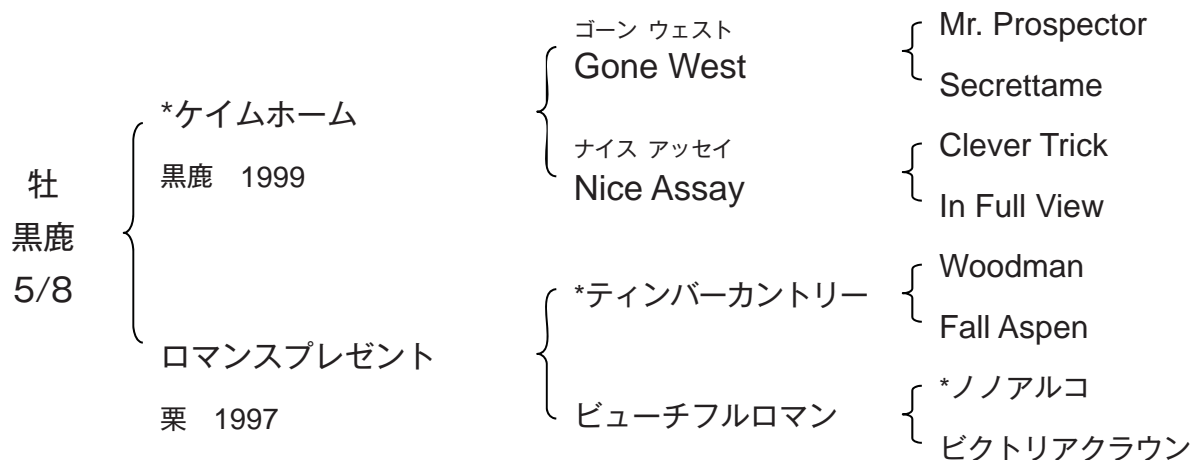 牡
黒鹿
5/8
*ケイムホーム
黒鹿 1999
ロマンスプレゼント
栗 1997
ゴーン ウェスト
Gone West
ナイス アッセイ
Nice Assay
*ティンバーカントリー
ビューチフルロマン
Mr. Prospector
Secrettame
Clever Trick
In Full View
Woodman
Fall Aspen
*ノノアルコ
ビクトリアクラウン